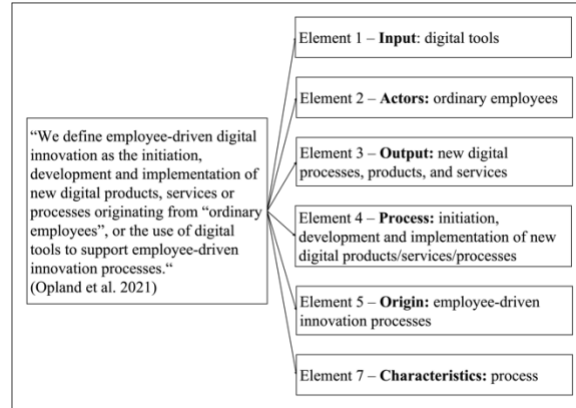 “We define employee-driven digital
innovation as the initiation,
development and implementation of
new digital products, services or
processes originating from “ordinary
employees”, or the use of digital
tools to support employee-driven
innovation processes.“
(Opland et al. 2021)
Element 1 – Input: digital tools
Element 2 – Actors: ordinary employees
Element 3 – Output: new digital
processes, products, and services
Element 4 – Process: initiation,
development and implementation of new
digital products/services/processes
Element 5 – Origin: employee-driven
innovation processes
Element 7 – Characteristics: process